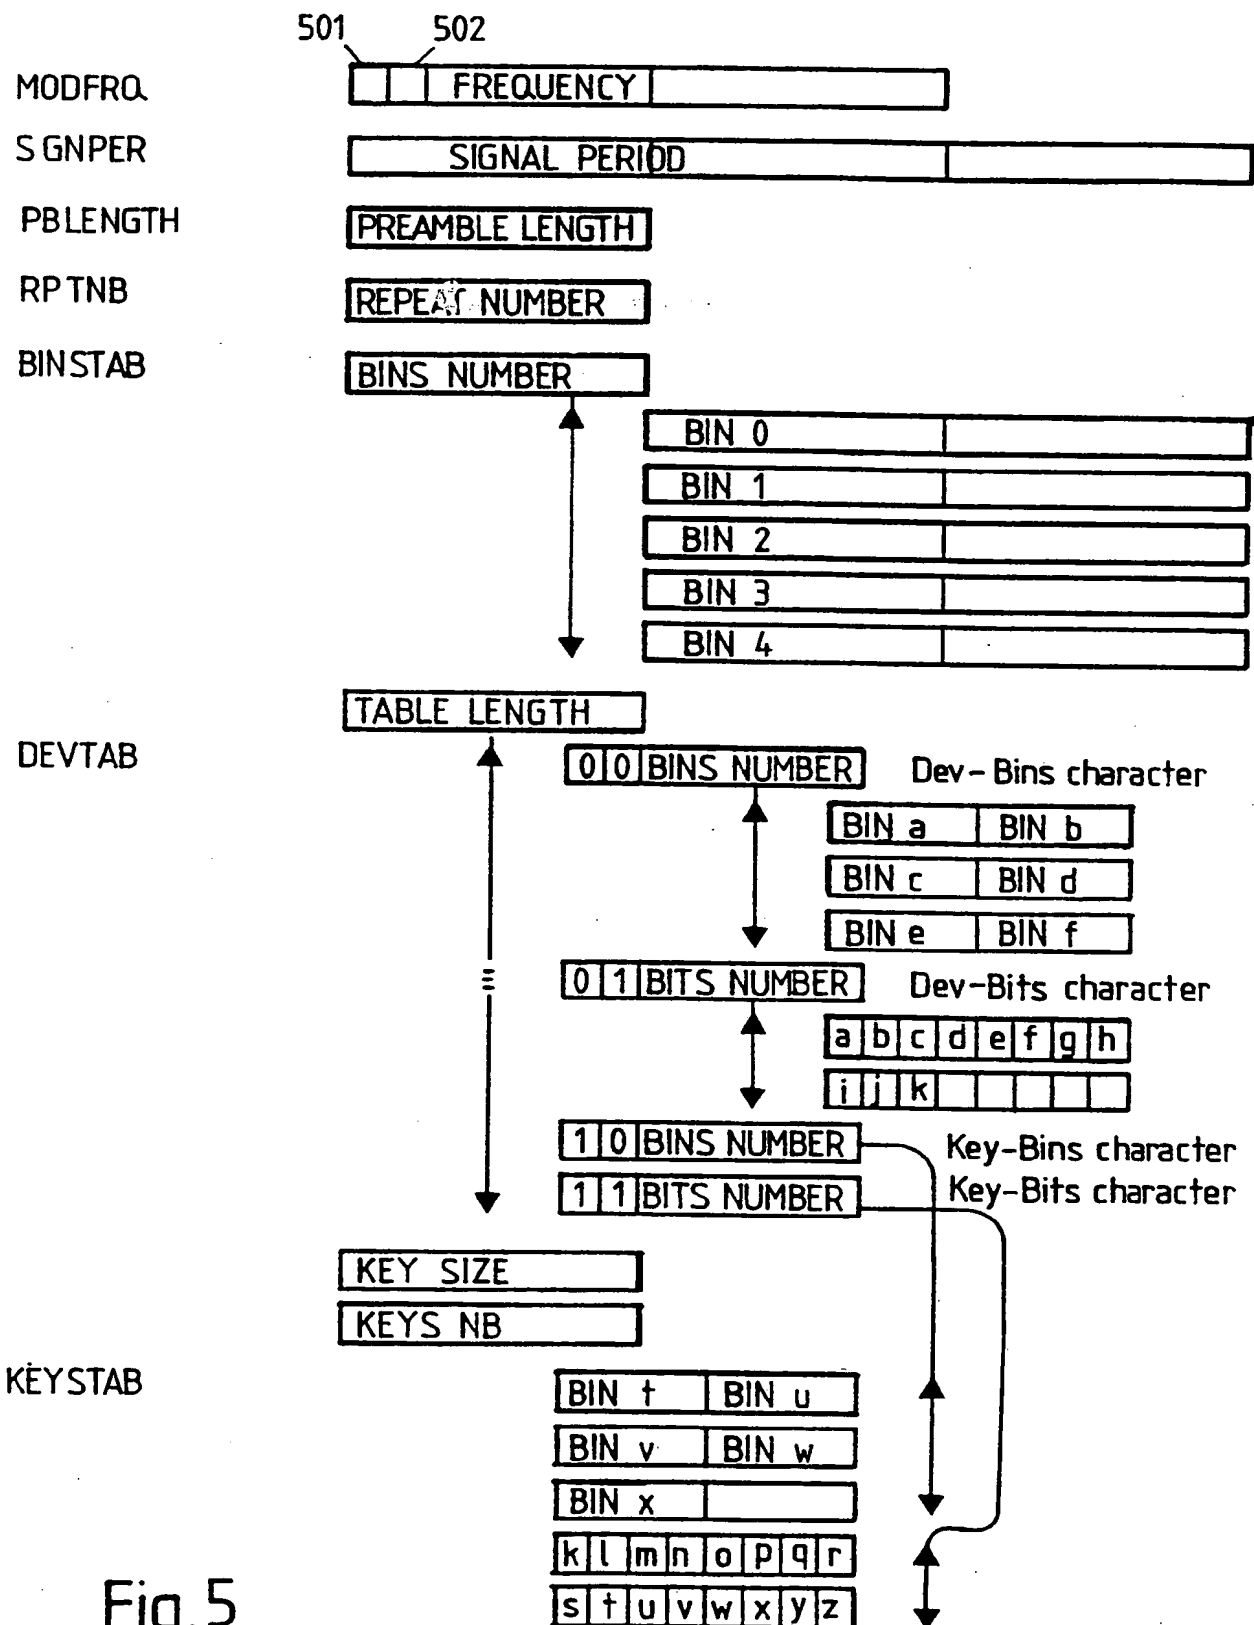 501 502
MODFRQ FREQUENCY
SGNPER SIGNAL PERIOD
PBLENGTH PREAMBLE LENGTH
RPTNB REPEAT NUMBER
BINSTAB BINS NUMBER
BIN 0
BIN 1
BIN 2
BIN 3
BIN 4
TABLE LENGTH
DEVTAB 0 0 BINS NUMBER Dev-Bins character
BIN a BIN b
BIN c BIN d
BIN e BIN f
0 1 BITS NUMBER Dev-Bits character
a b c d e f g h
i j k
1 0 BINS NUMBER Key-Bins character
1 1 BITS NUMBER Key-Bits character
KEY SIZE
KEYS NB
KEYSTAB
BIN t BIN u
BIN v BIN w
BIN x
k l m n o p q r
s t u v w x y z
Fig.5